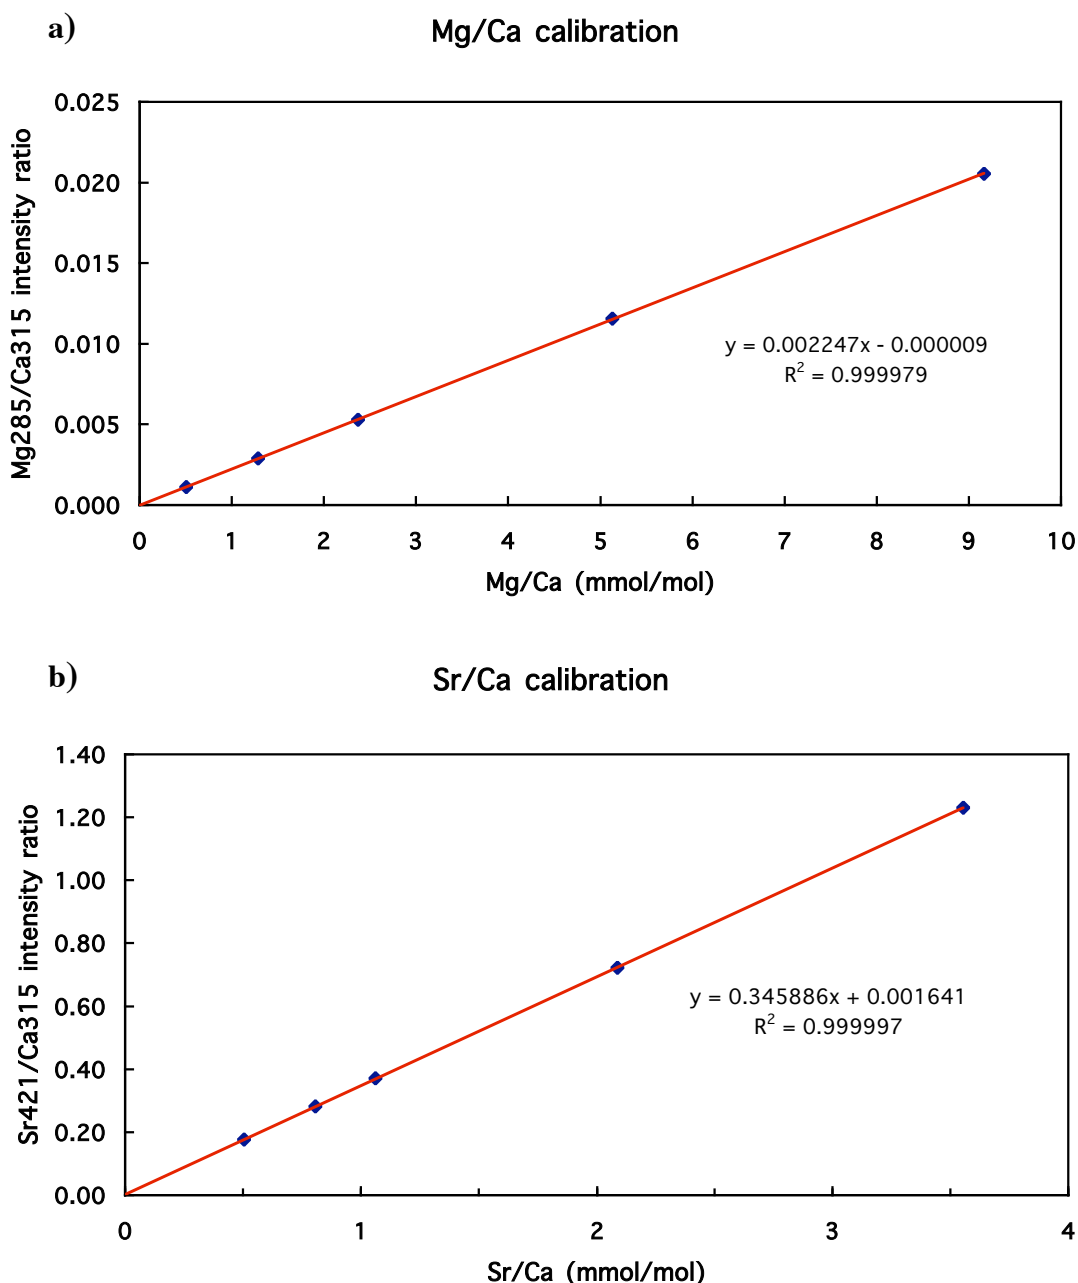 a)
Mg/Ca calibration
0.025
0.020
0.015
0.010
0.005
0.000
Mg285/Ca315 intensity ratio
y = 0.002247x - 0.000009
R² = 0.999979
0 1 2 3 4 5 6 7 8 9 10
Mg/Ca (mmol/mol)
b)
Sr/Ca calibration
1.40
1.20
1.00
0.80
0.60
0.40
0.20
0.00
Sr421/Ca315 intensity ratio
y = 0.345886x + 0.001641
R² = 0.999997
0 1 2 3 4
Sr/Ca (mmol/mol)